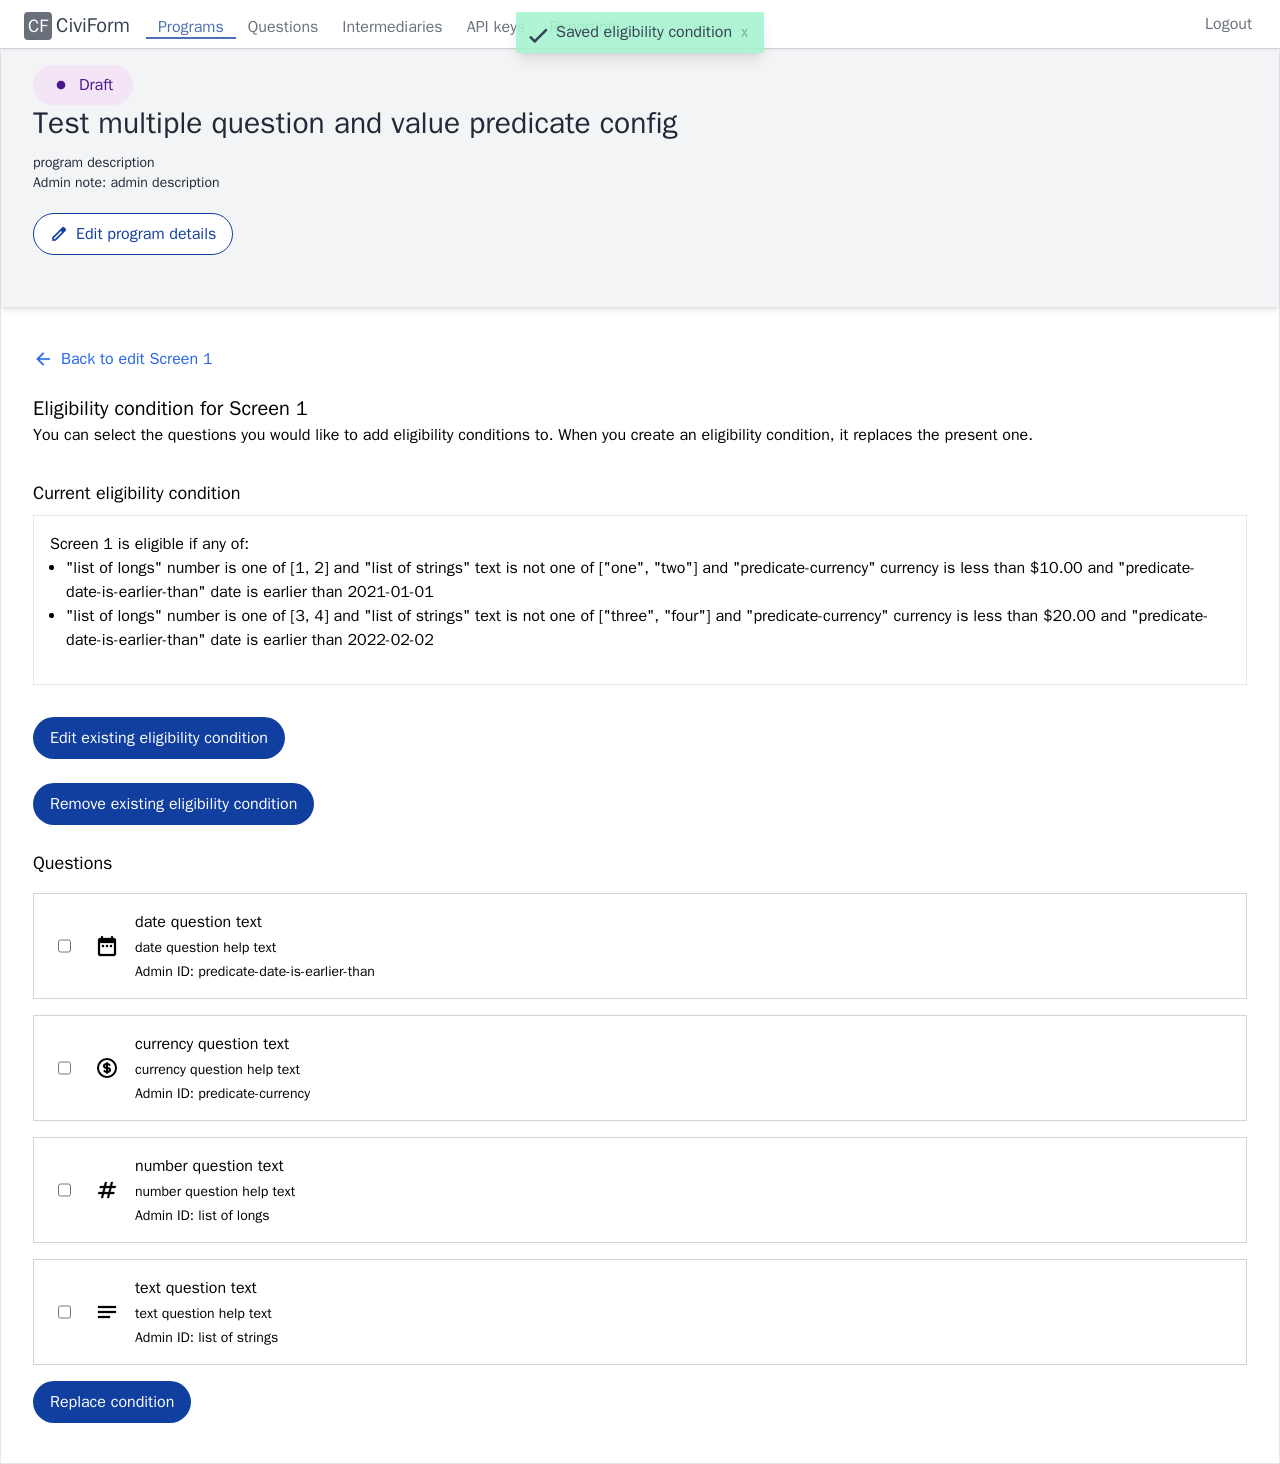 CF CiviForm Programs Questions Intermediaries API keys Logout
Saved eligibility condition x
Draft
Test multiple question and value predicate config
program description
Admin note: admin description
Edit program details
Back to edit Screen 1
Eligibility condition for Screen 1
You can select the questions you would like to add eligibility conditions to. When you create an eligibility condition, it replaces the present one.
Current eligibility condition
Screen 1 is eligible if any of:
"list of longs" number is one of [1, 2] and "list of strings" text is not one of ["one", "two"] and "predicate-currency" currency is less than $10.00 and "predicate-
date-is-earlier-than" date is earlier than 2021-01-01
"list of longs" number is one of [3, 4] and "list of strings" text is not one of ["three", "four"] and "predicate-currency" currency is less than $20.00 and "predicate-
date-is-earlier-than" date is earlier than 2022-02-02
Edit existing eligibility condition
Remove existing eligibility condition
Questions
date question text
date question help text
Admin ID: predicate-date-is-earlier-than
currency question text
currency question help text
Admin ID: predicate-currency
number question text
number question help text
Admin ID: list of longs
text question text
text question help text
Admin ID: list of strings
Replace condition